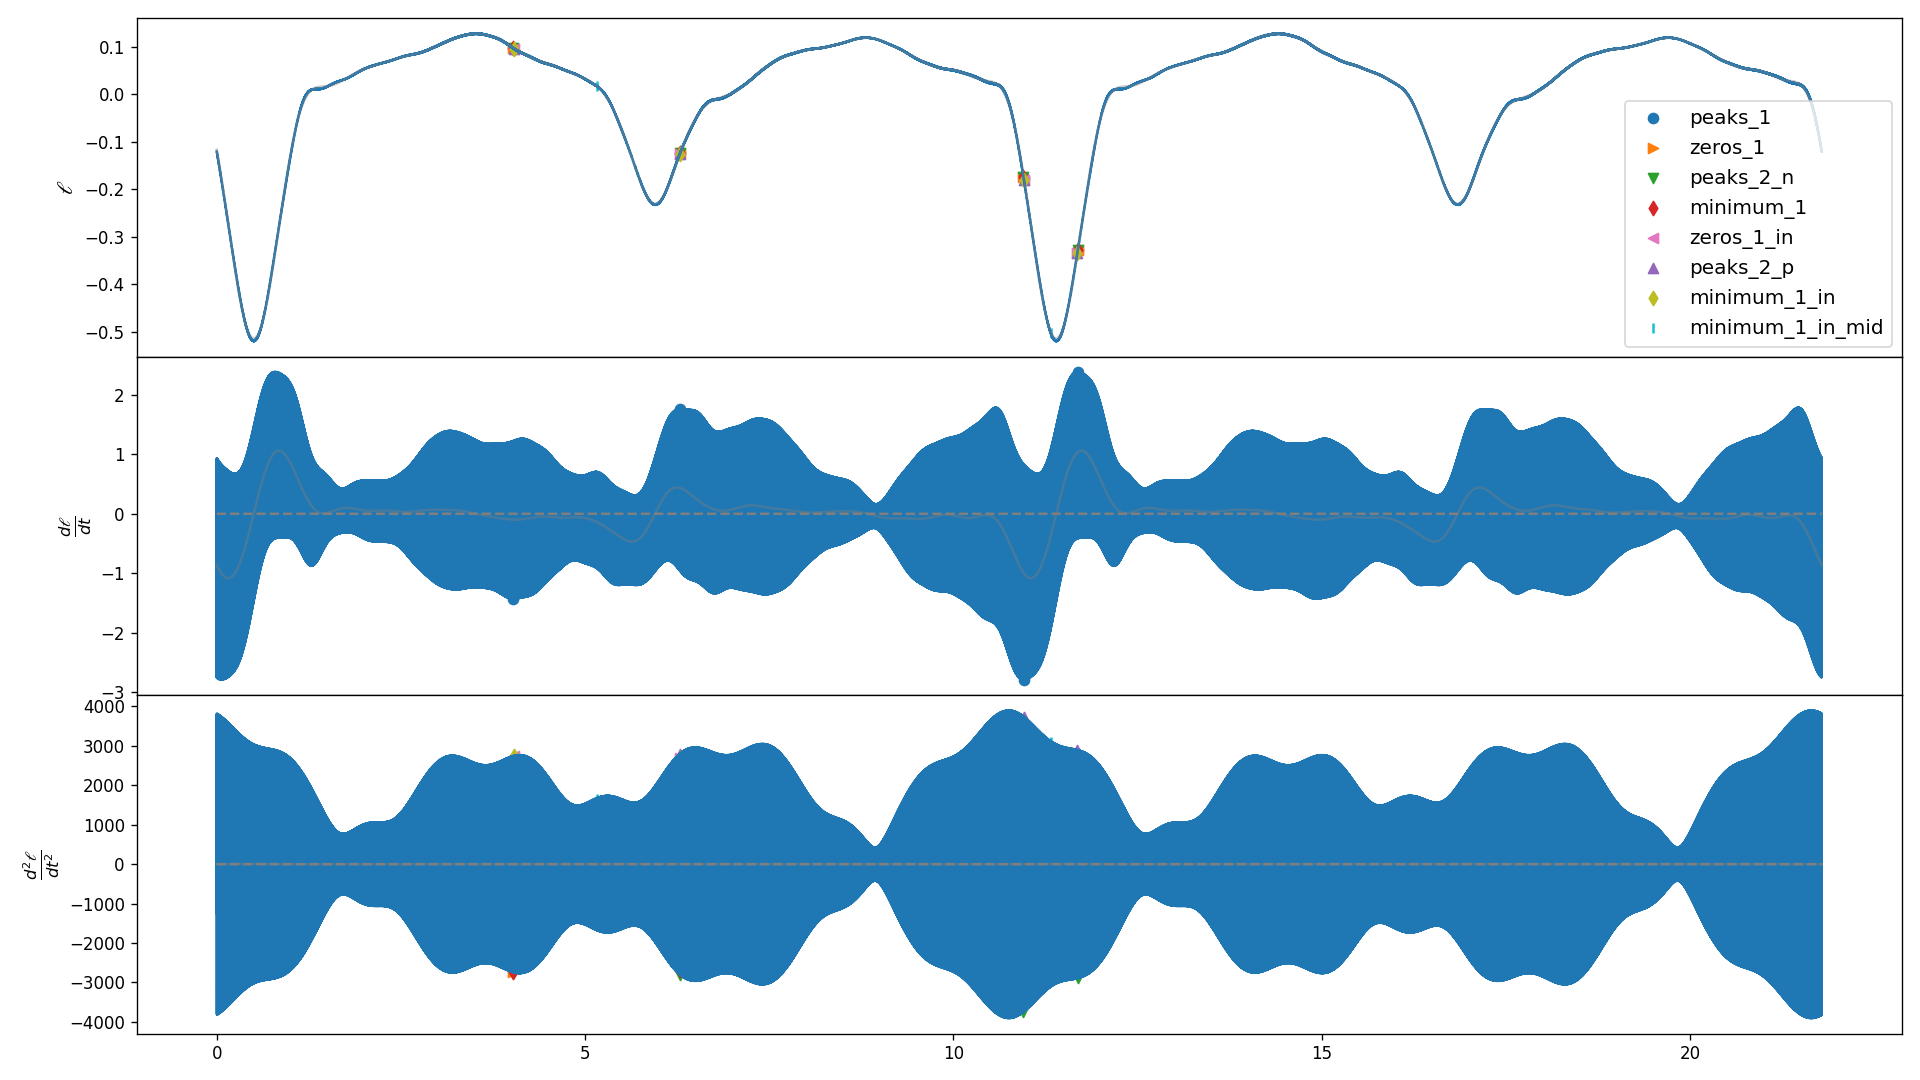 0.1
0.0
−0.1
−0.2
−0.3
−0.4
−0.5
ℓ
peaks_1
zeros_1
peaks_2_n
minimum_1
zeros_1_in
peaks_2_p
minimum_1_in
minimum_1_in_mid
2
1
0
−1
−2
−3
dℓ
dt
4000
3000
2000
1000
0
−1000
−2000
−3000
−4000
d²ℓ
dt²
0 5 10 15 20